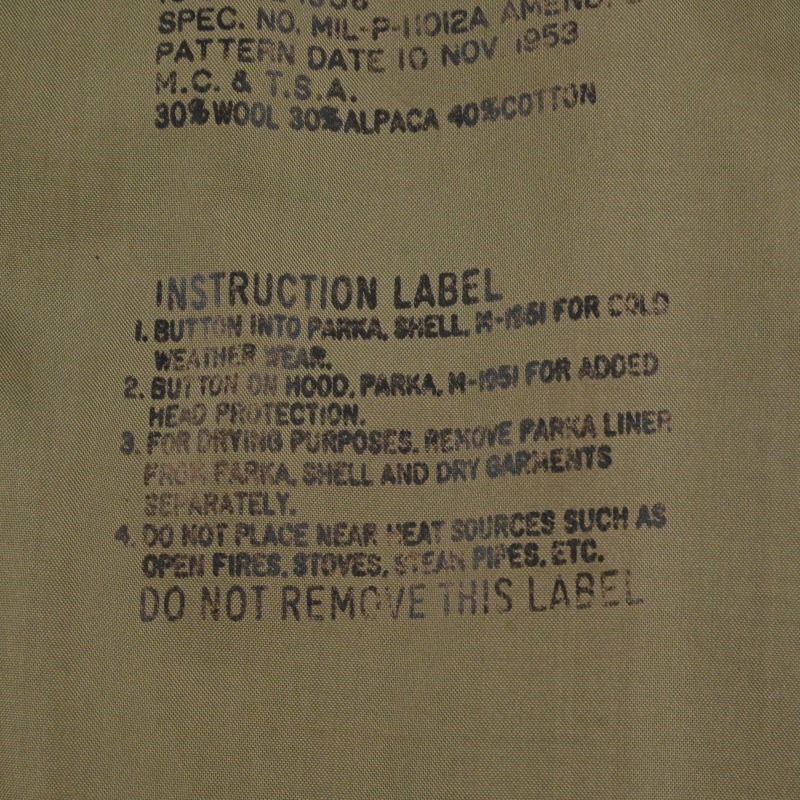 SPEC. NO. MIL-P-11012A AMEND.
PATTERN DATE 10 NOV 1953
M.C. & T.S.A.
30% WOOL 30% ALPACA 40% COTTON
INSTRUCTION LABEL
1. BUTTON INTO PARKA, SHELL, M-1951 FOR COLD
WEATHER WEAR.
2. BUTTON ON HOOD, PARKA, M-1951 FOR ADDED
HEAD PROTECTION.
3. FOR DRYING PURPOSES, REMOVE PARKA LINER
FROM PARKA, SHELL AND DRY GARMENTS
SEPARATELY.
4. DO NOT PLACE NEAR HEAT SOURCES SUCH AS
OPEN FIRES, STOVES, STEAM PIPES, ETC.
DO NOT REMOVE THIS LABEL